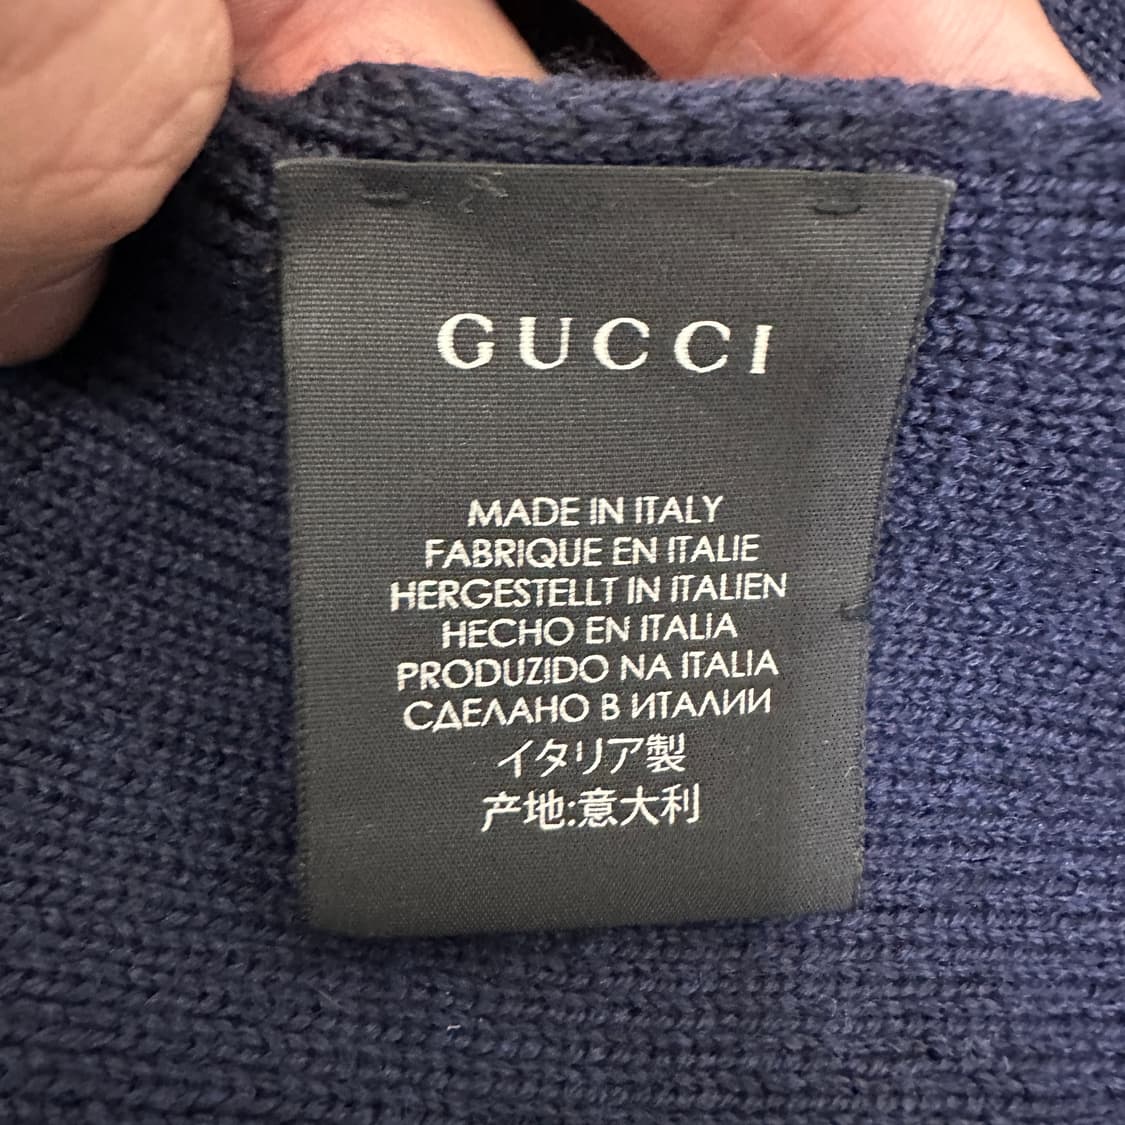 GUCCI
MADE IN ITALY
FABRIQUE EN ITALIE
HERGESTELLT IN ITALIEN
HECHO EN ITALIA
PRODUZIDO NA ITALIA
СДЕЛАНО В ИТАЛИИ
イタリア製
产地:意大利